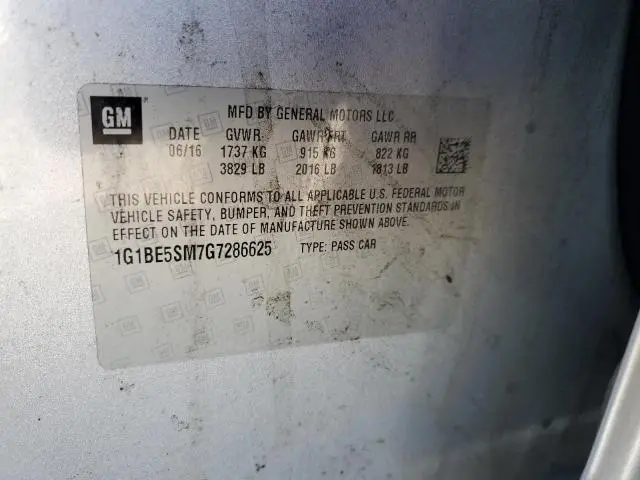 GM
MFD BY GENERAL MOTORS LLC
DATE GVWR GAWR FRT GAWR RR
06/16 1737 KG 915 KG 822 KG
3829 LB 2016 LB 1813 LB
THIS VEHICLE CONFORMS TO ALL APPLICABLE U.S. FEDERAL MOTOR
VEHICLE SAFETY, BUMPER, AND THEFT PREVENTION STANDARDS IN
EFFECT ON THE DATE OF MANUFACTURE SHOWN ABOVE.
1G1BE5SM7G7286625 TYPE: PASS CAR